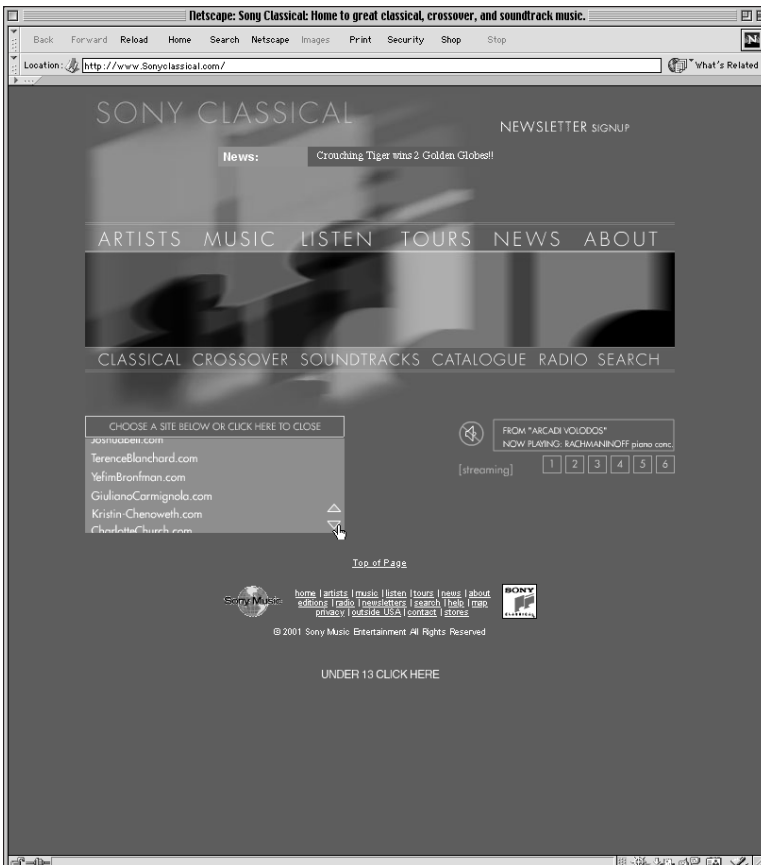 Netscape: Sony Classical: Home to great classical, crossover, and soundtrack music.
Back Forward Reload Home Search Netscape Images Print Security Shop Stop
N
Location: http://www.Sonyclassical.com/ What's Related
SONY CLASSICAL
NEWSLETTER SIGNUP
News: Crouching Tiger wins 2 Golden Globes!!
ARTISTS MUSIC LISTEN TOURS NEWS ABOUT
CLASSICAL CROSSOVER SOUNDTRACKS CATALOGUE RADIO SEARCH
CHOOSE A SITE BELOW OR CLICK HERE TO CLOSE
JoshuaBell.com
TerenceBlanchard.com
YefimBronfman.com
GiulianoCarmignola.com
Kristin-Chenoweth.com
CharlotteChurch.com
FROM "ARCADI VOLODOS"
NOW PLAYING: RACHMANINOFF piano conc.
[streaming] 1 2 3 4 5 6
Top of Page
Sony Music
home | artists | music | listen | tours | news | about
editions | radio | newsletters | search | help | map
privacy | outside USA | contact | stores
SONY
CLASSICAL
© 2001 Sony Music Entertainment All Rights Reserved
UNDER 13 CLICK HERE